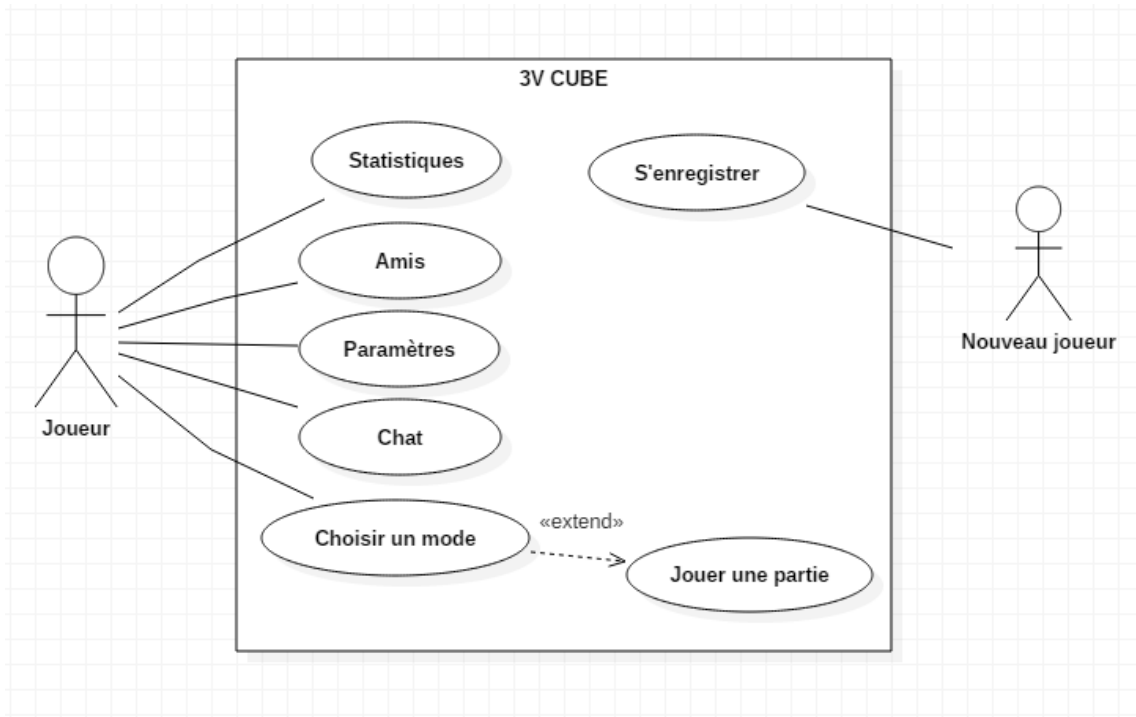 3V CUBE
Statistiques
S'enregistrer
Amis
Paramètres
Nouveau joueur
Joueur
Chat
«extend»
Choisir un mode
Jouer une partie